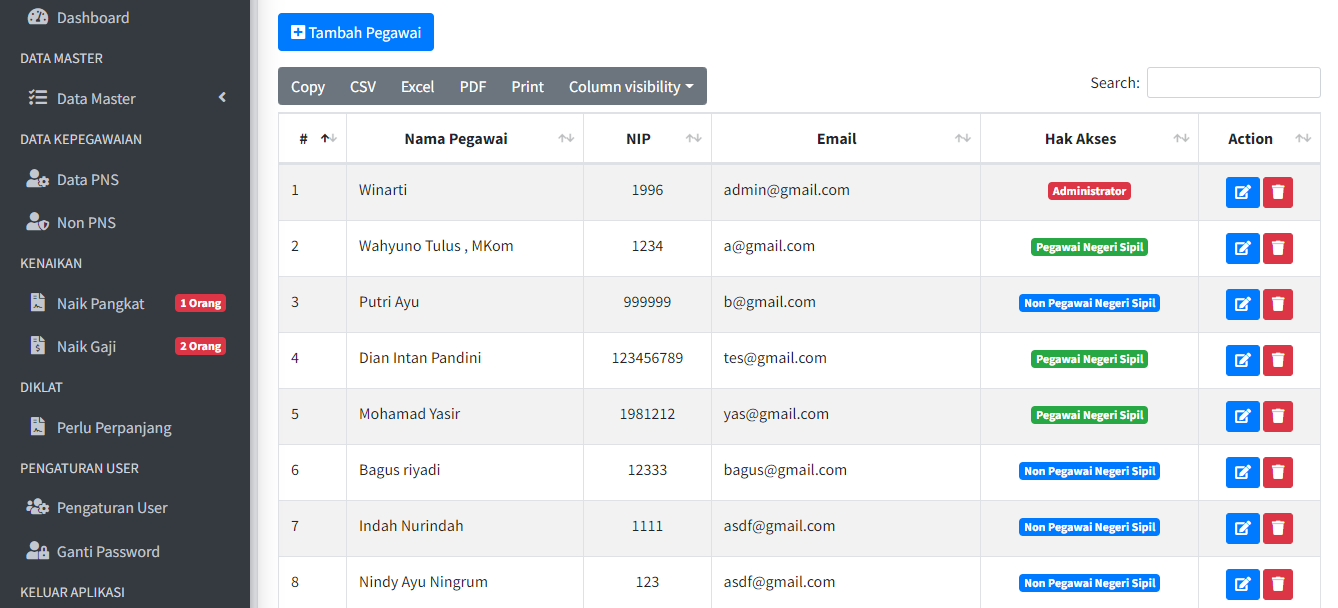 Dashboard
DATA MASTER
Data Master
DATA KEPEGAWAIAN
Data PNS
Non PNS
KENAIKAN
Naik Pangkat 1 Orang
Naik Gaji 2 Orang
DIKLAT
Perlu Perpanjang
PENGATURAN USER
Pengaturan User
Ganti Password
KELUAR APLIKASI
Tambah Pegawai
Copy CSV Excel PDF Print Column visibility
Search:
# Nama Pegawai NIP Email Hak Akses Action
1 Winarti 1996 admin@gmail.com Administrator
2 Wahyuno Tulus , MKom 1234 a@gmail.com Pegawai Negeri Sipil
3 Putri Ayu 999999 b@gmail.com Non Pegawai Negeri Sipil
4 Dian Intan Pandini 123456789 tes@gmail.com Pegawai Negeri Sipil
5 Mohamad Yasir 1981212 yas@gmail.com Pegawai Negeri Sipil
6 Bagus riyadi 12333 bagus@gmail.com Non Pegawai Negeri Sipil
7 Indah Nurindah 1111 asdf@gmail.com Non Pegawai Negeri Sipil
8 Nindy Ayu Ningrum 123 asdf@gmail.com Non Pegawai Negeri Sipil